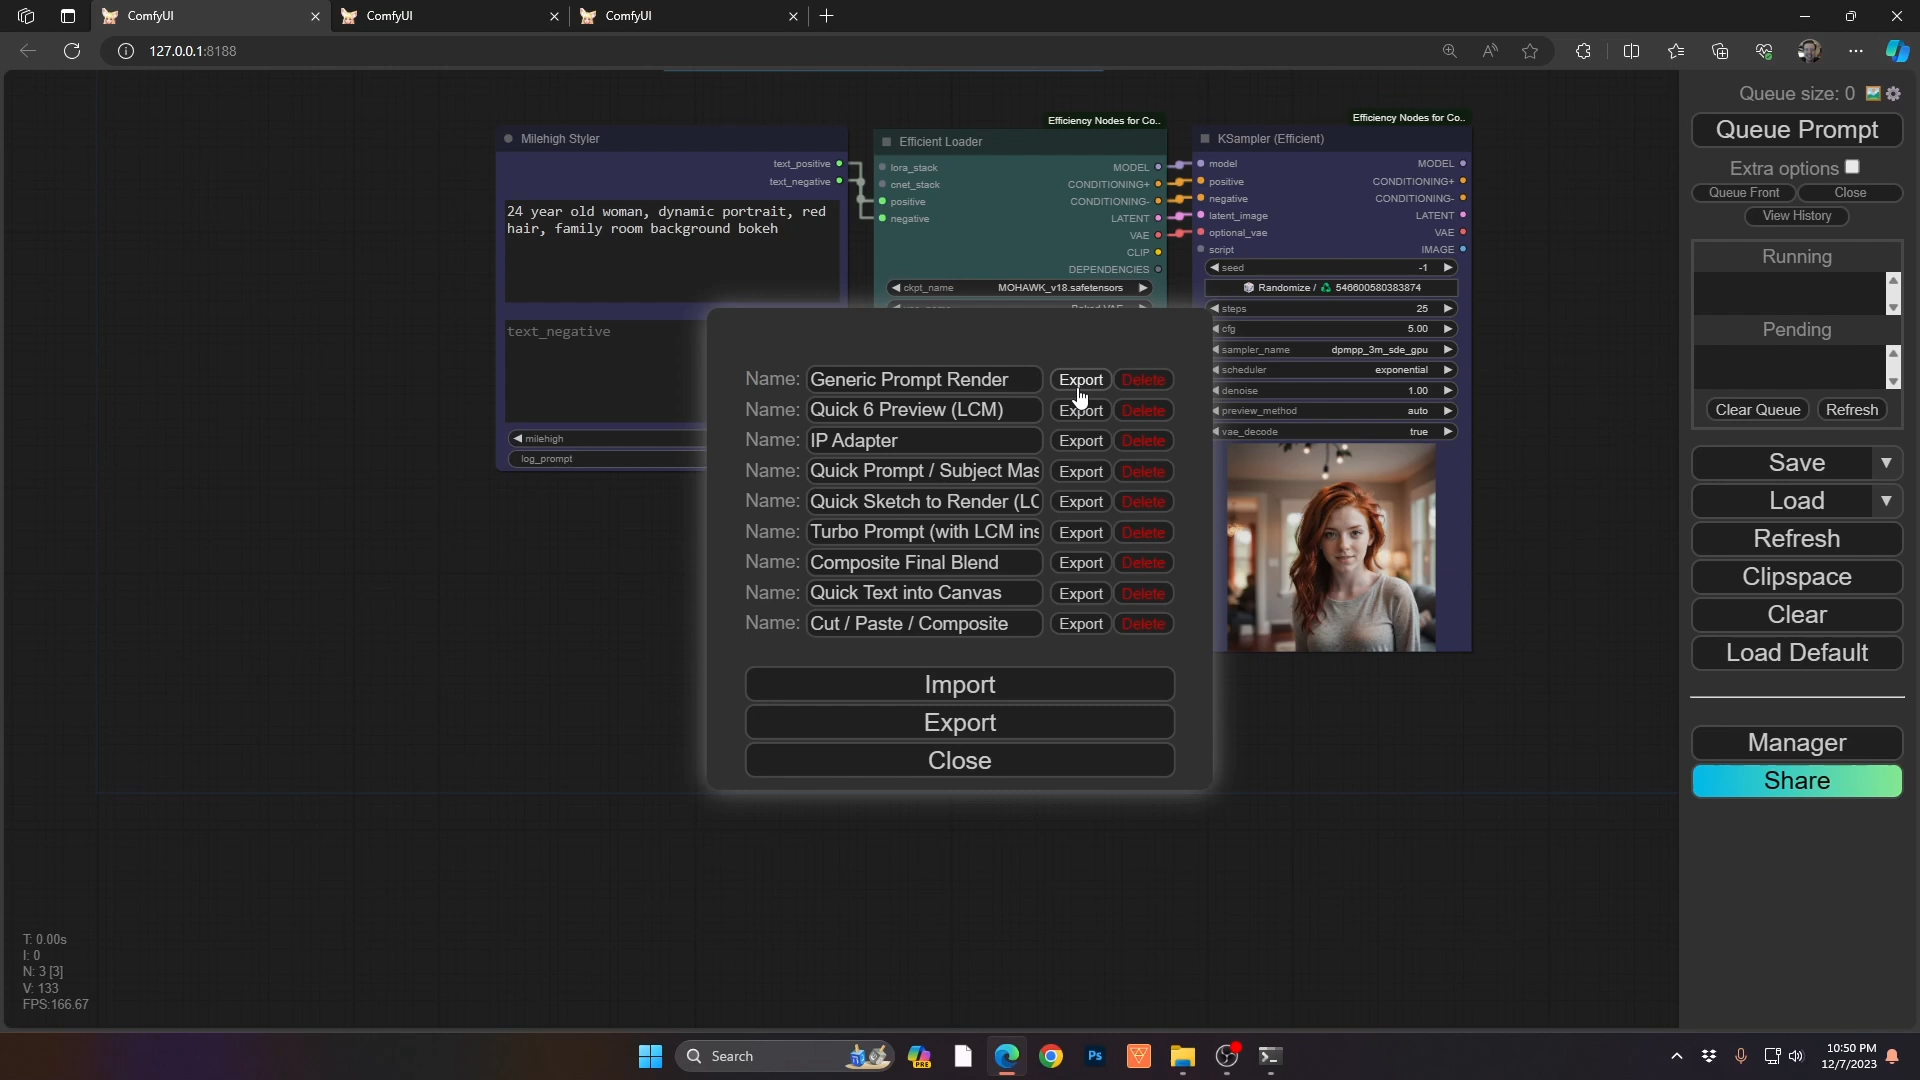 ComfyUI
ComfyUI
ComfyUI
127.0.0.1:8188
Queue size: 0
Queue Prompt
Extra options
Queue Front
Close
View History
Running
Pending
Clear Queue
Refresh
Save
Load
Refresh
Clipspace
Clear
Load Default
Manager
Share
Milehigh Styler
text_positive
text_negative
24 year old woman, dynamic portrait, red
hair, family room background bokeh
text_negative
milehigh
log_prompt
Efficiency Nodes for Co..
Efficient Loader
lora_stack
cnet_stack
positive
negative
MODEL
CONDITIONING+
CONDITIONING-
LATENT
VAE
CLIP
DEPENDENCIES
ckpt_name MOHAWK_v18.safetensors
Efficiency Nodes for Co..
KSampler (Efficient)
model MODEL
positive CONDITIONING+
negative CONDITIONING-
latent_image LATENT
optional_vae VAE
script IMAGE
seed -1
Randomize / 546600580383874
steps 25
cfg 5.00
sampler_name dpmpp_3m_sde_gpu
scheduler exponential
denoise 1.00
preview_method auto
vae_decode true
Name: Generic Prompt Render Export Delete
Name: Quick 6 Preview (LCM) Export Delete
Name: IP Adapter Export Delete
Name: Quick Prompt / Subject Mas Export Delete
Name: Quick Sketch to Render (LC Export Delete
Name: Turbo Prompt (with LCM ins Export Delete
Name: Composite Final Blend Export Delete
Name: Quick Text into Canvas Export Delete
Name: Cut / Paste / Composite Export Delete
Import
Export
Close
T: 0.00s
I: 0
N: 3 [3]
V: 133
FPS:166.67
Search
PRE
Ps
10:50 PM
12/7/2023